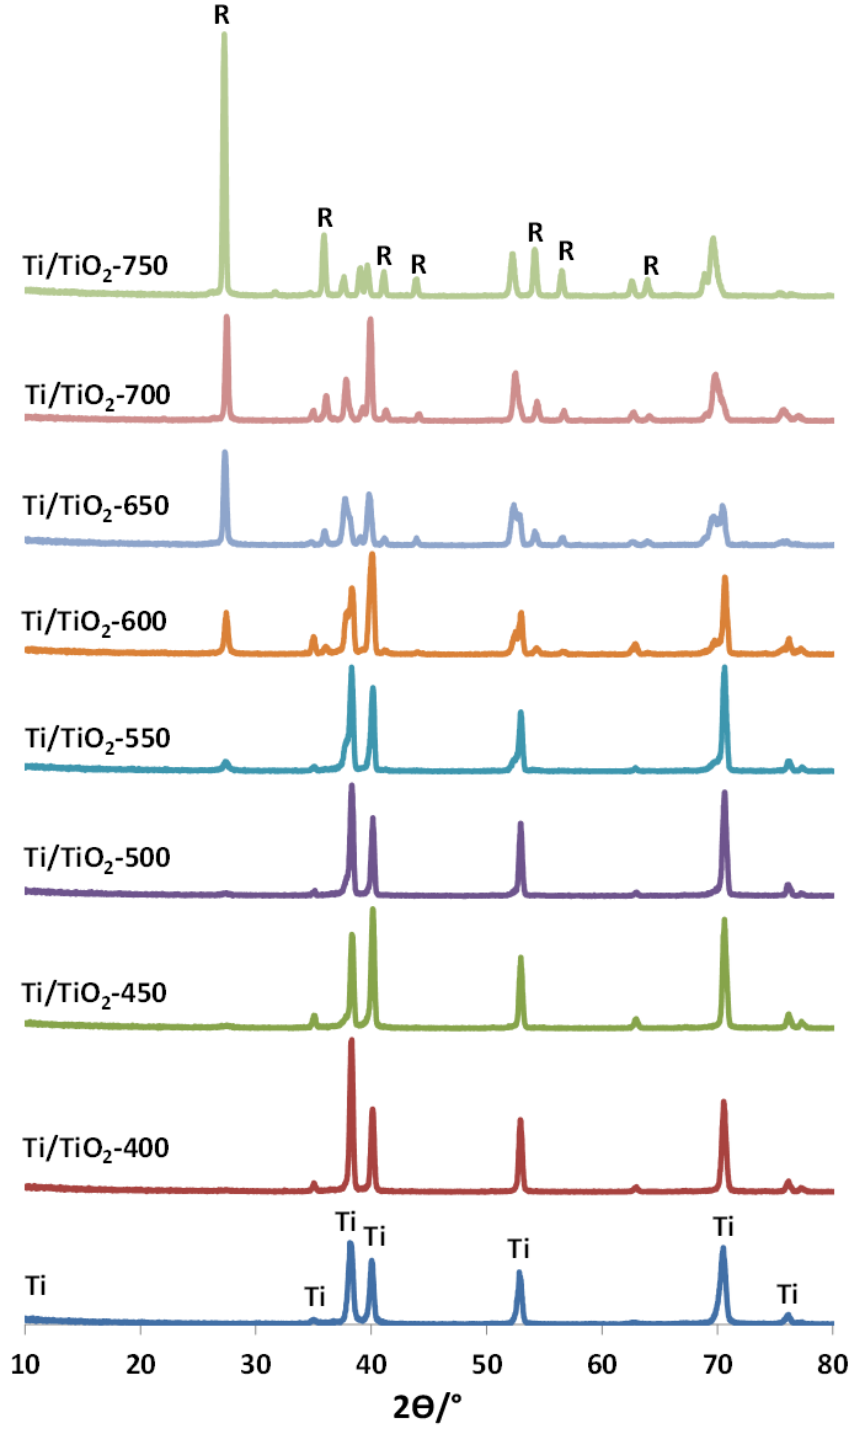 R
R
R
R
R
R
R
Ti/TiO₂-750
Ti/TiO₂-700
Ti/TiO₂-650
Ti/TiO₂-600
Ti/TiO₂-550
Ti/TiO₂-500
Ti/TiO₂-450
Ti/TiO₂-400
Ti
Ti
Ti
Ti
Ti
Ti
Ti
10 20 30 40 50 60 70 80
2Θ/°